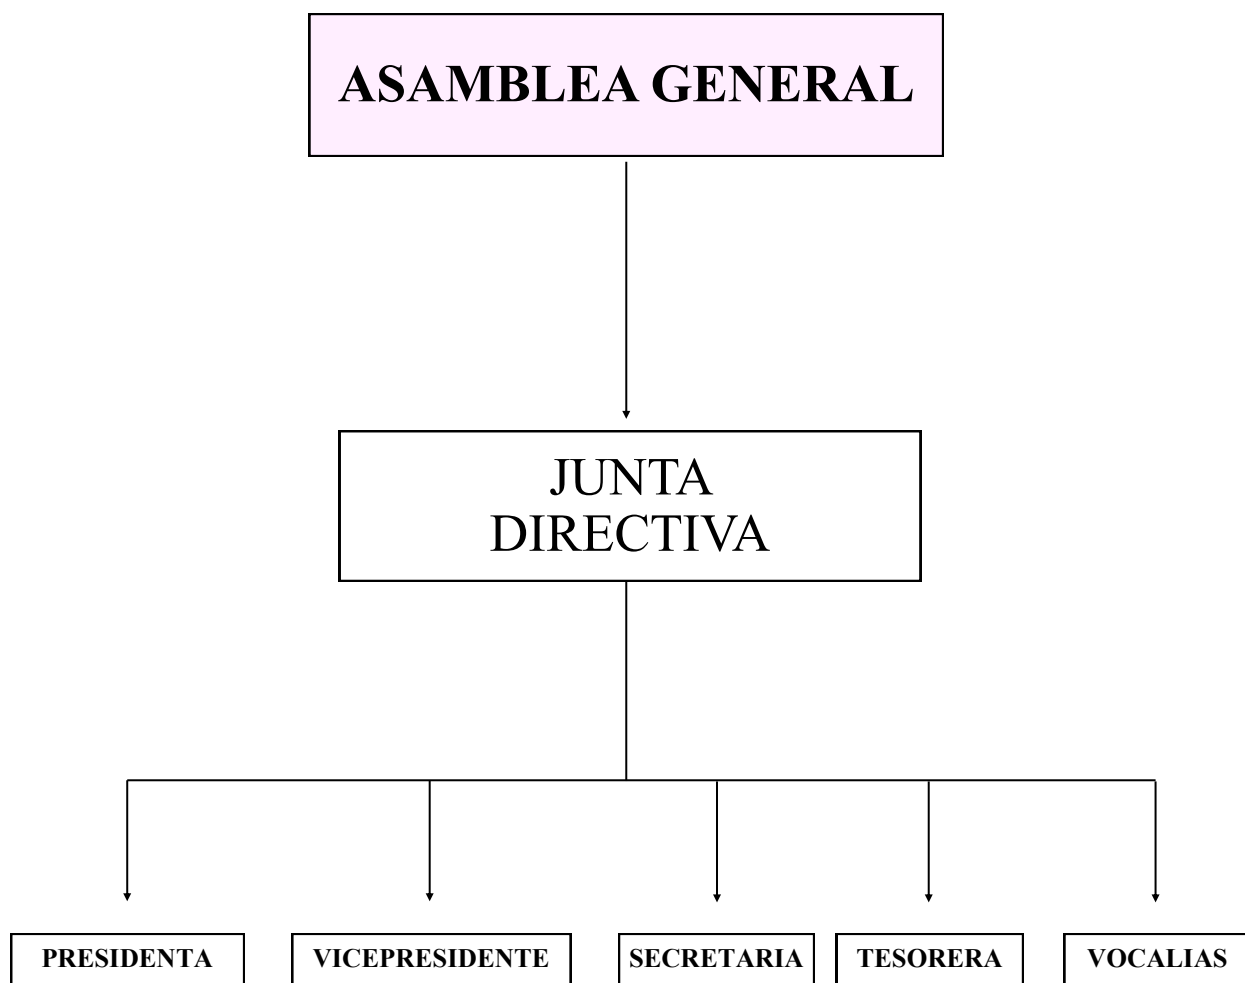 ASAMBLEA GENERAL
JUNTA
DIRECTIVA
PRESIDENTA
VICEPRESIDENTE
SECRETARIA
TESORERA
VOCALIAS